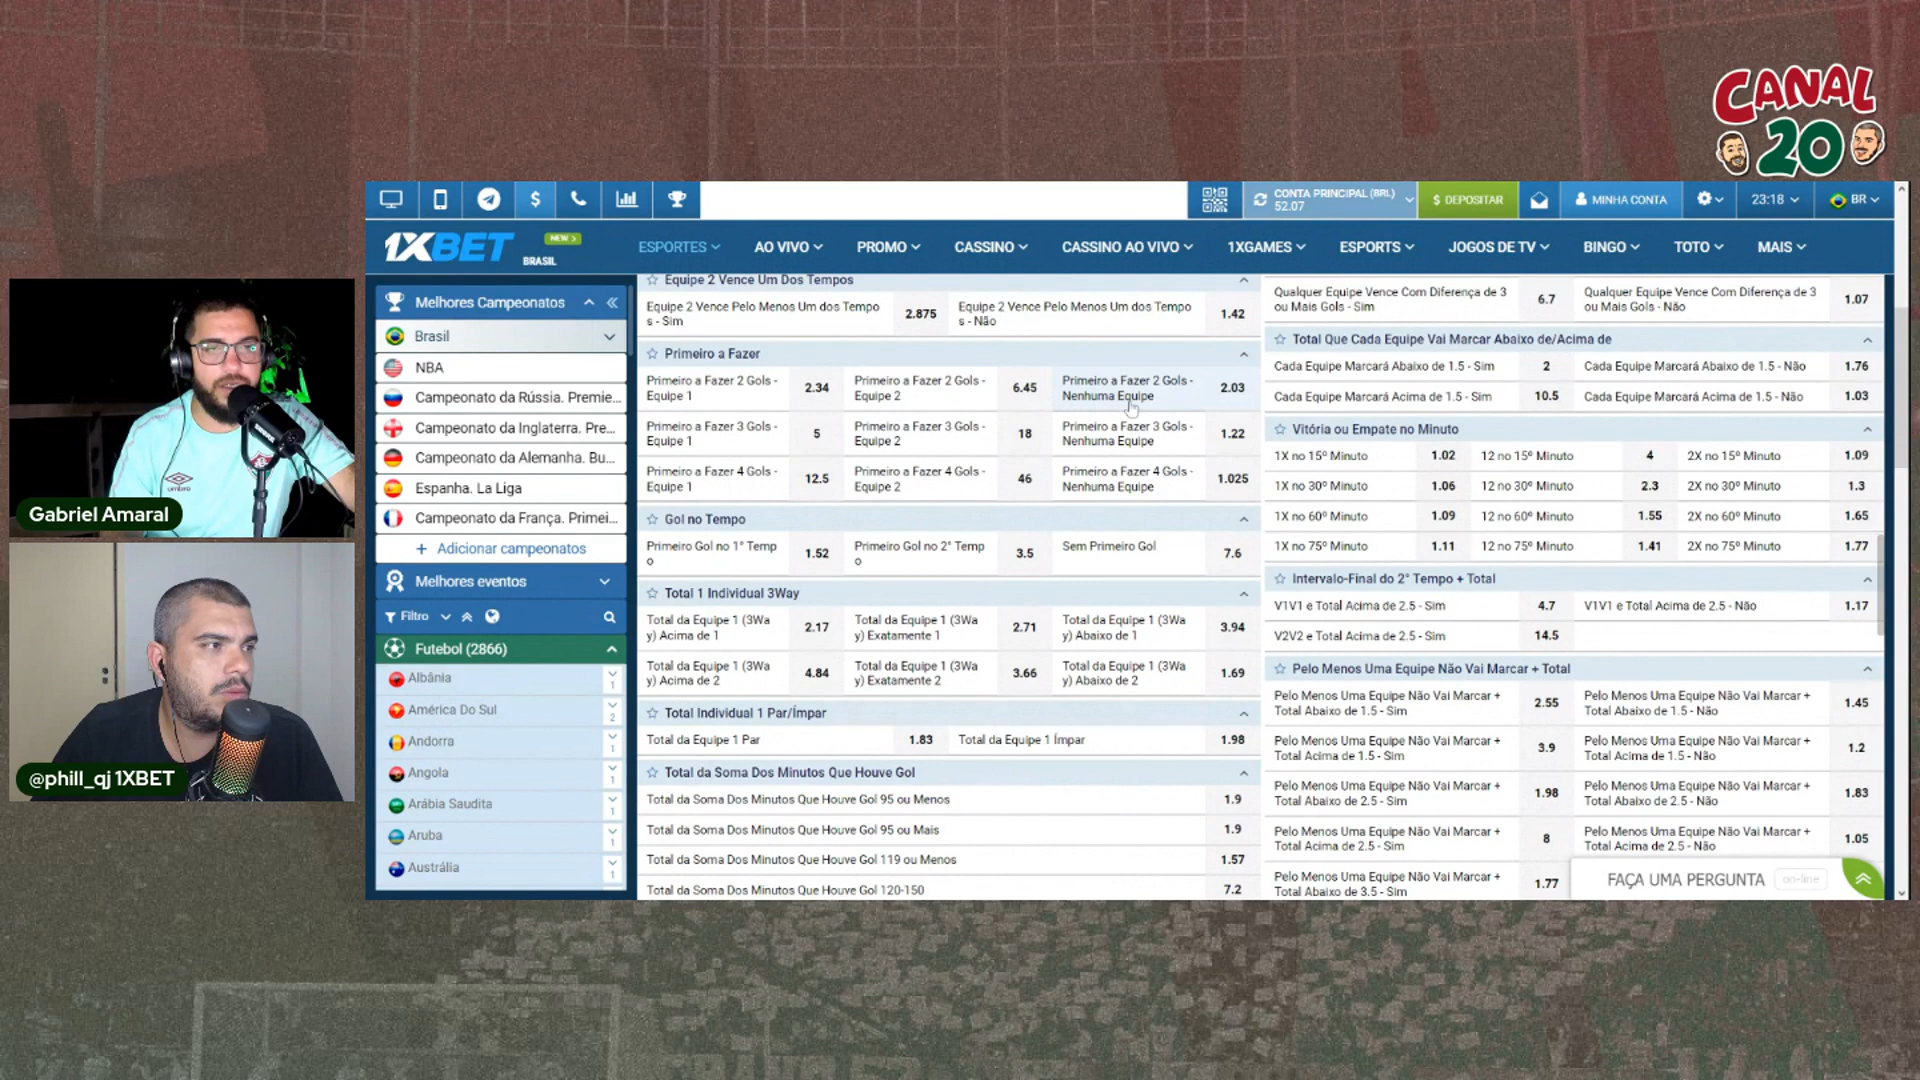 CANAL
20
CONTA PRINCIPAL (BRL)
52.07
$ DEPOSITAR
MINHA CONTA
23:18
BR
1XBET
NEW >
BRASIL
ESPORTES
AO VIVO
PROMO
CASSINO
CASSINO AO VIVO
1XGAMES
ESPORTS
JOGOS DE TV
BINGO
TOTO
MAIS
Melhores Campeonatos
Brasil
NBA
Campeonato da Rússia. Premie...
Campeonato da Inglaterra. Pre...
Campeonato da Alemanha. Bu...
Espanha. La Liga
Campeonato da França. Primei...
+ Adicionar campeonatos
Melhores eventos
Filtro
Futebol (2866)
Albânia
1
América Do Sul
2
Andorra
1
Angola
1
Arábia Saudita
1
Aruba
1
Austrália
1
Equipe 2 Vence Um Dos Tempos
Equipe 2 Vence Pelo Menos Um dos Tempo
s - Sim
2.875
Equipe 2 Vence Pelo Menos Um dos Tempo
s - Não
1.42
Primeiro a Fazer
Primeiro a Fazer 2 Gols -
Equipe 1
2.34
Primeiro a Fazer 2 Gols -
Equipe 2
6.45
Primeiro a Fazer 2 Gols -
Nenhuma Equipe
2.03
Primeiro a Fazer 3 Gols -
Equipe 1
5
Primeiro a Fazer 3 Gols -
Equipe 2
18
Primeiro a Fazer 3 Gols -
Nenhuma Equipe
1.22
Primeiro a Fazer 4 Gols -
Equipe 1
12.5
Primeiro a Fazer 4 Gols -
Equipe 2
46
Primeiro a Fazer 4 Gols -
Nenhuma Equipe
1.025
Gol no Tempo
Primeiro Gol no 1° Temp
o
1.52
Primeiro Gol no 2° Temp
o
3.5
Sem Primeiro Gol
7.6
Total 1 Individual 3Way
Total da Equipe 1 (3Wa
y) Acima de 1
2.17
Total da Equipe 1 (3Wa
y) Exatamente 1
2.71
Total da Equipe 1 (3Wa
y) Abaixo de 1
3.94
Total da Equipe 1 (3Wa
y) Acima de 2
4.84
Total da Equipe 1 (3Wa
y) Exatamente 2
3.66
Total da Equipe 1 (3Wa
y) Abaixo de 2
1.69
Total Individual 1 Par/Ímpar
Total da Equipe 1 Par
1.83
Total da Equipe 1 Ímpar
1.98
Total da Soma Dos Minutos Que Houve Gol
Total da Soma Dos Minutos Que Houve Gol 95 ou Menos
1.9
Total da Soma Dos Minutos Que Houve Gol 95 ou Mais
1.9
Total da Soma Dos Minutos Que Houve Gol 119 ou Menos
1.57
Total da Soma Dos Minutos Que Houve Gol 120-150
7.2
Qualquer Equipe Vence Com Diferença de 3
ou Mais Gols - Sim
6.7
Qualquer Equipe Vence Com Diferença de 3
ou Mais Gols - Não
1.07
Total Que Cada Equipe Vai Marcar Abaixo de/Acima de
Cada Equipe Marcará Abaixo de 1.5 - Sim
2
Cada Equipe Marcará Abaixo de 1.5 - Não
1.76
Cada Equipe Marcará Acima de 1.5 - Sim
10.5
Cada Equipe Marcará Acima de 1.5 - Não
1.03
Vitória ou Empate no Minuto
1X no 15º Minuto
1.02
12 no 15º Minuto
4
2X no 15º Minuto
1.09
1X no 30º Minuto
1.06
12 no 30º Minuto
2.3
2X no 30º Minuto
1.3
1X no 60º Minuto
1.09
12 no 60º Minuto
1.55
2X no 60º Minuto
1.65
1X no 75º Minuto
1.11
12 no 75º Minuto
1.41
2X no 75º Minuto
1.77
Intervalo-Final do 2° Tempo + Total
V1V1 e Total Acima de 2.5 - Sim
4.7
V1V1 e Total Acima de 2.5 - Não
1.17
V2V2 e Total Acima de 2.5 - Sim
14.5
Pelo Menos Uma Equipe Não Vai Marcar + Total
Pelo Menos Uma Equipe Não Vai Marcar +
Total Abaixo de 1.5 - Sim
2.55
Pelo Menos Uma Equipe Não Vai Marcar +
Total Abaixo de 1.5 - Não
1.45
Pelo Menos Uma Equipe Não Vai Marcar +
Total Acima de 1.5 - Sim
3.9
Pelo Menos Uma Equipe Não Vai Marcar +
Total Acima de 1.5 - Não
1.2
Pelo Menos Uma Equipe Não Vai Marcar +
Total Abaixo de 2.5 - Sim
1.98
Pelo Menos Uma Equipe Não Vai Marcar +
Total Abaixo de 2.5 - Não
1.83
Pelo Menos Uma Equipe Não Vai Marcar +
Total Acima de 2.5 - Sim
8
Pelo Menos Uma Equipe Não Vai Marcar +
Total Acima de 2.5 - Não
1.05
Pelo Menos Uma Equipe Não Vai Marcar +
Total Abaixo de 3.5 - Sim
1.77
FAÇA UMA PERGUNTA
on-line
umbro
Gabriel Amaral
@phill_qj 1XBET